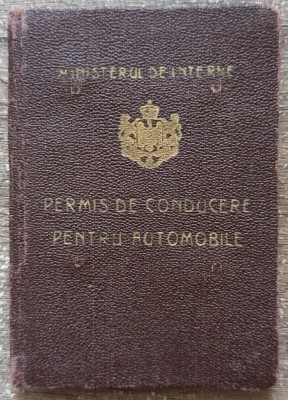 MINISTERUL DE INTERNE
PERMIS DE CONDUCERE
PENTRU AUTOMOBILE